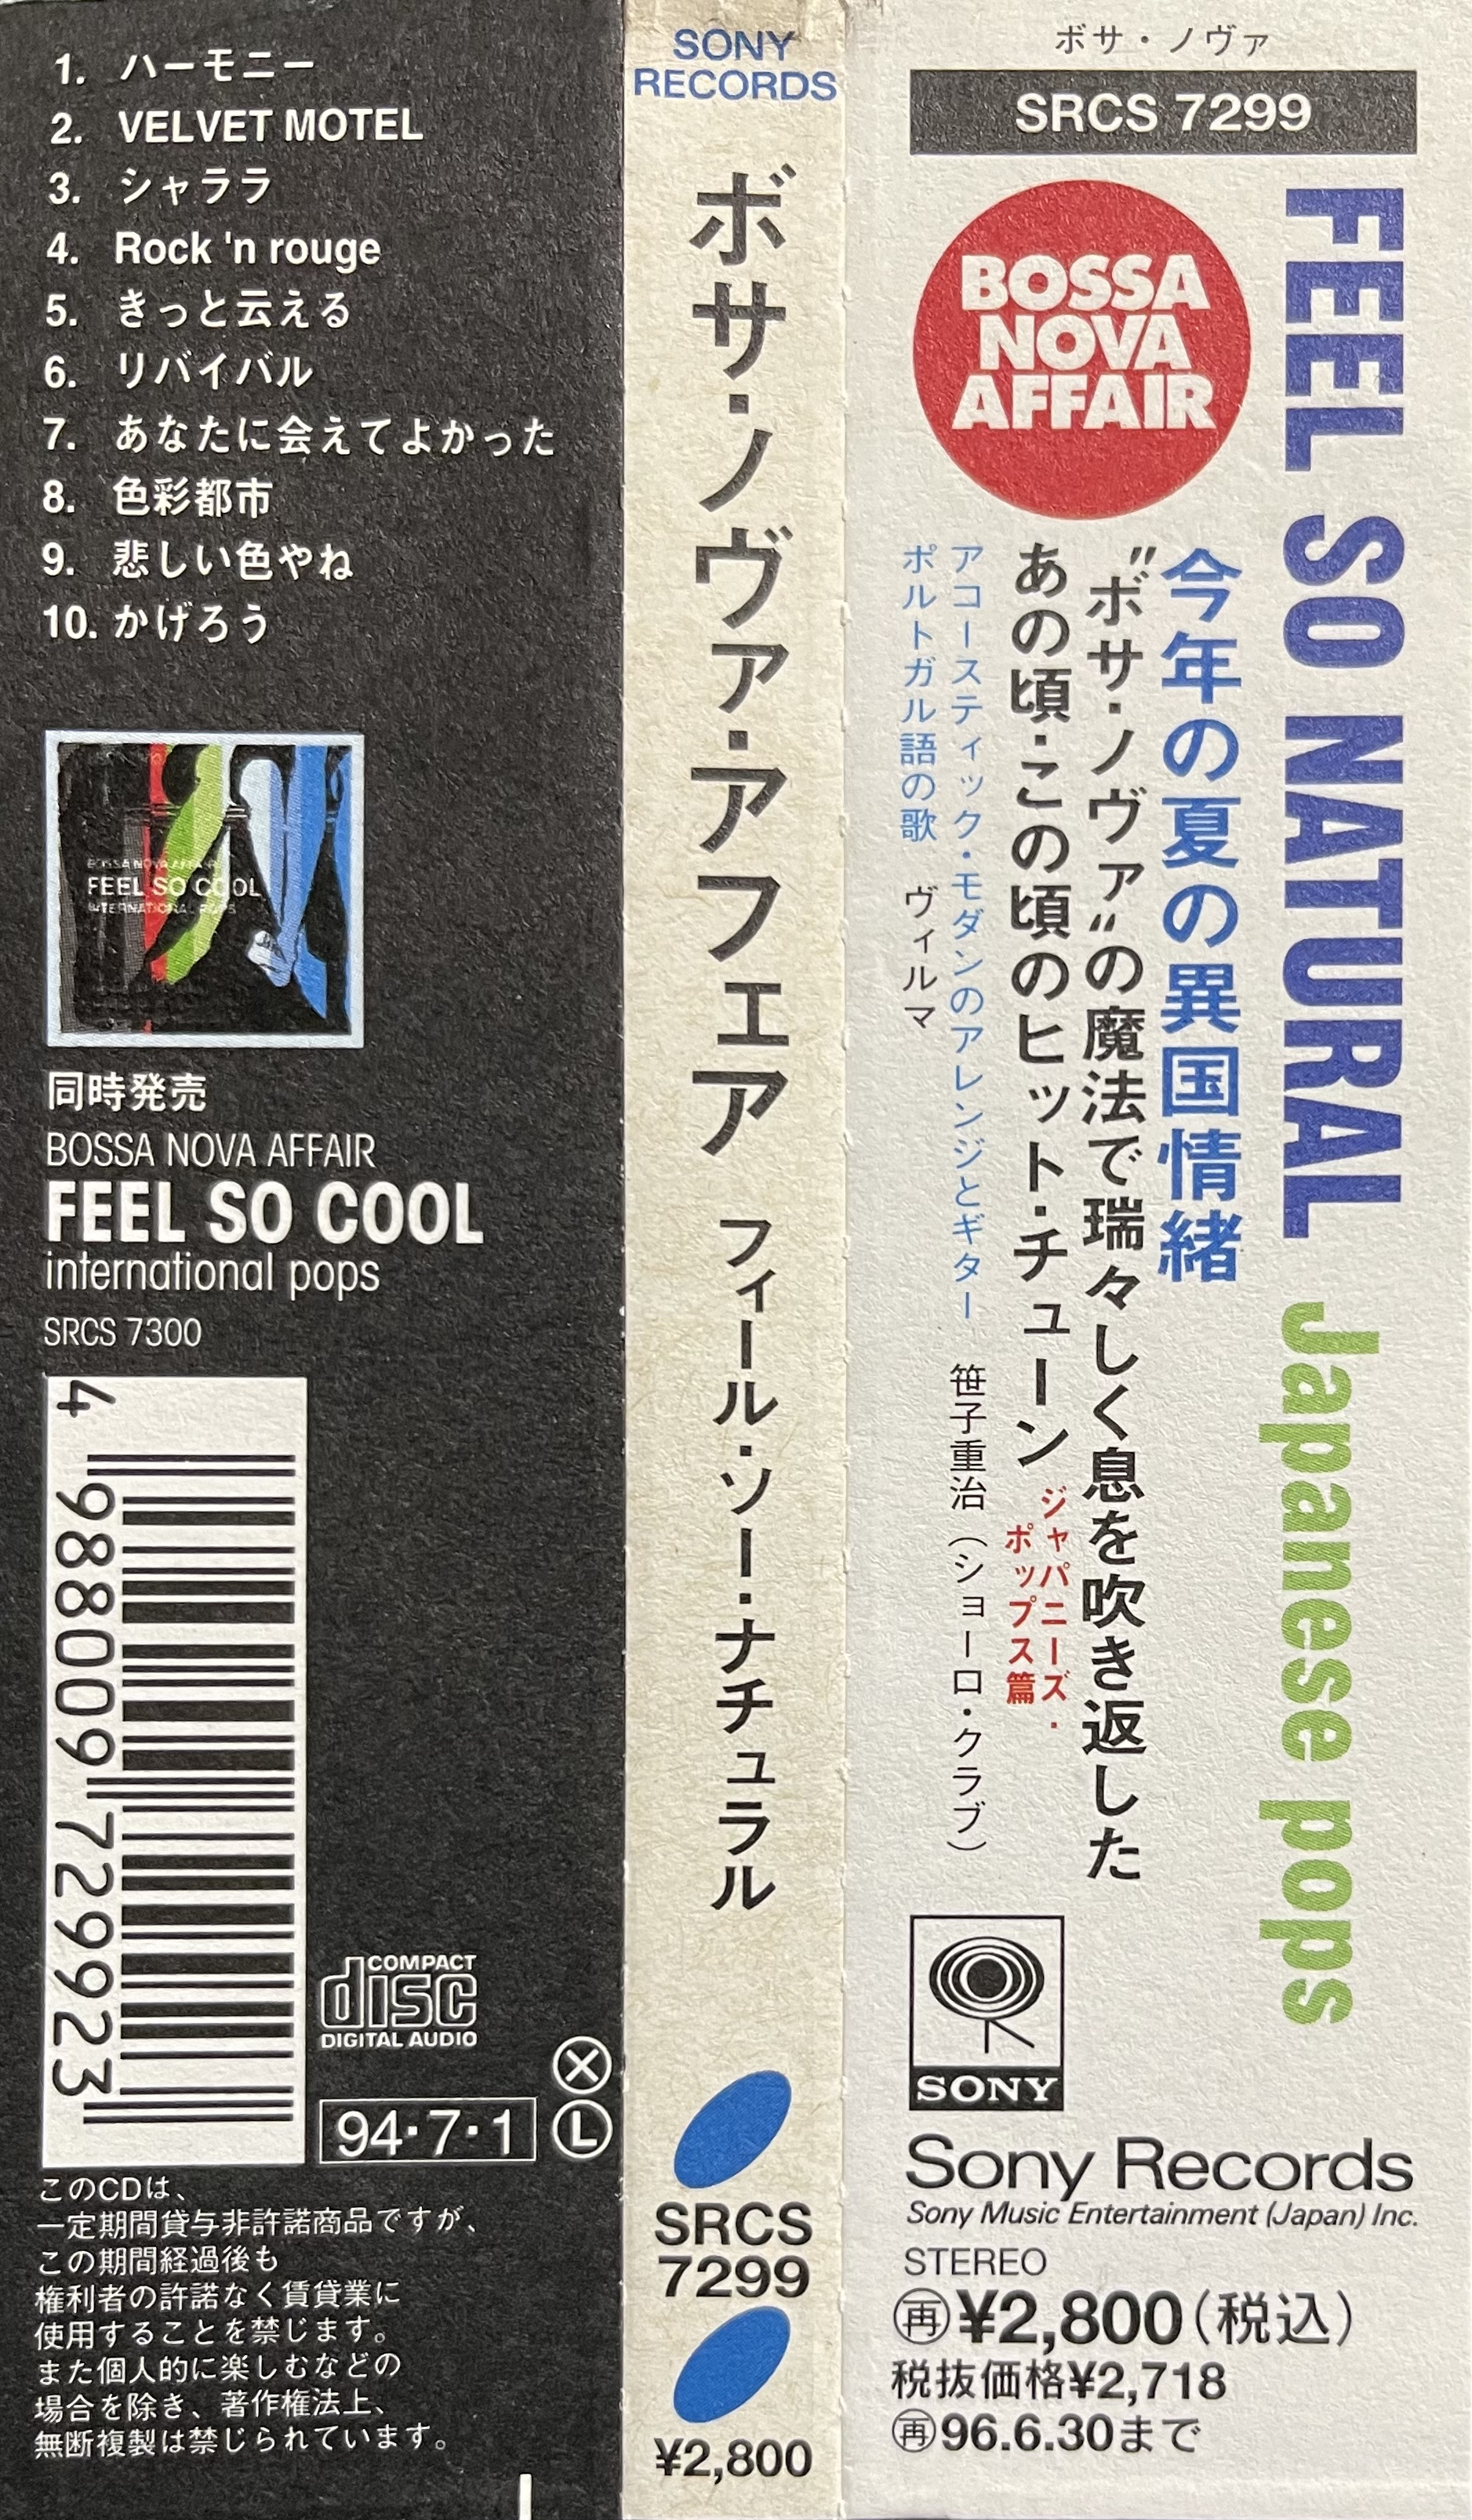 1. ハーモニー
2. VELVET MOTEL
3. シャララ
4. Rock 'n rouge
5. きっと云える
6. リバイバル
7. あなたに会えてよかった
8. 色彩都市
9. 悲しい色やね
10. かげろう
BOSSA NOVA AFFAIR
FEEL SO COOL
INTERNATIONAL POPS
同時発売
BOSSA NOVA AFFAIR
FEEL SO COOL
international pops
SRCS 7300
4 988009 729923
COMPACT
disc
DIGITAL AUDIO
94・7・1
X
L
このCDは、
一定期間貸与非許諾商品ですが、
この期間経過後も
権利者の許諾なく賃貸業に
使用することを禁じます。
また個人的に楽しむなどの
場合を除き、著作権法上、
無断複製は禁じられています。
SONY
RECORDS
ボサ・ノヴァ・アフェア フィール・ソー・ナチュラル
SRCS
7299
¥2,800
ボサ・ノヴァ
SRCS 7299
FEEL SO NATURAL Japanese pops
BOSSA
NOVA
AFFAIR
今年の夏の異国情緒
"ボサ・ノヴァ"の魔法で瑞々しく息を吹き返した
あの頃・この頃のヒット・チューン
ジャパニーズ・
ポップス篇
アコースティック・モダンのアレンジとギター 笹子重治（ショーロ・クラブ）
ポルトガル語の歌 ヴィルマ
SONY
Sony Records
Sony Music Entertainment (Japan) Inc.
STEREO
再¥2,800（税込）
税抜価格¥2,718
再96.6.30まで